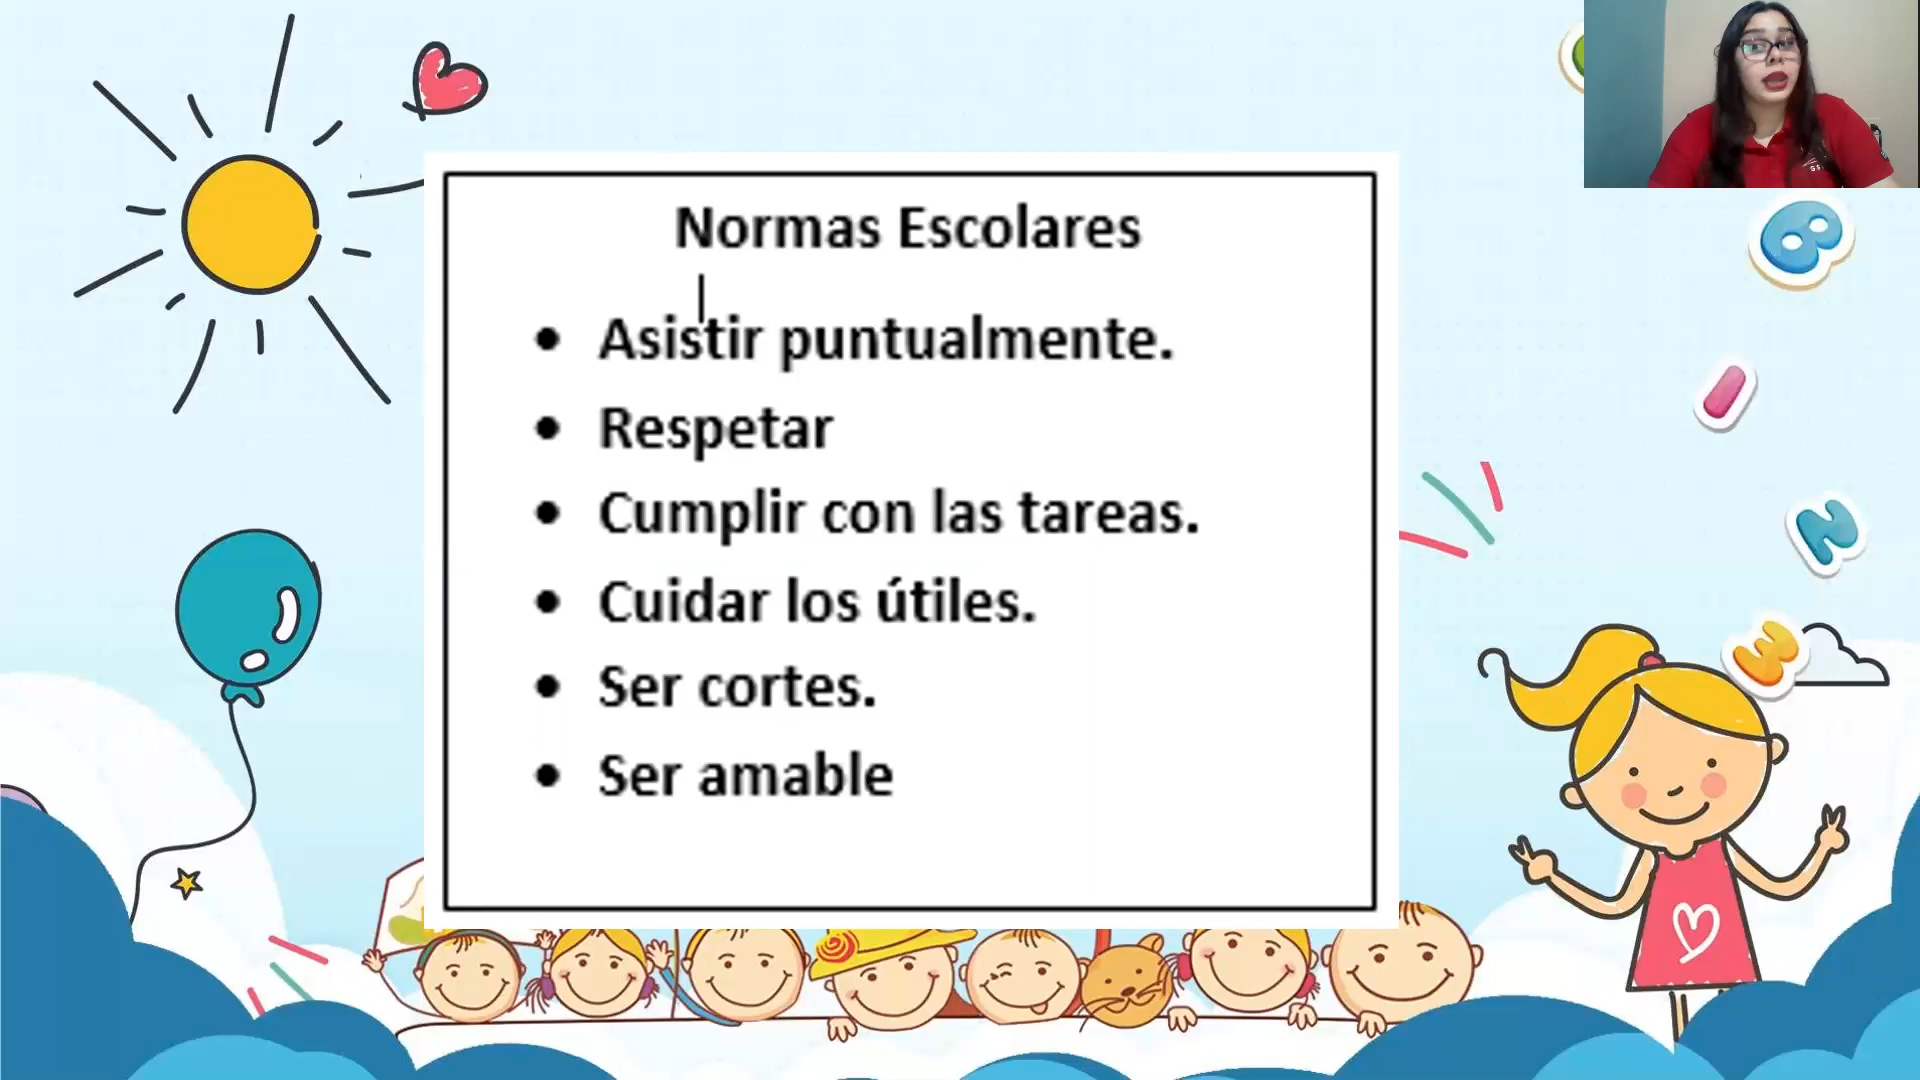 Normas Escolares
• Asistir puntualmente.
• Respetar
• Cumplir con las tareas.
• Cuidar los útiles.
• Ser cortes.
• Ser amable
B
I
N
E